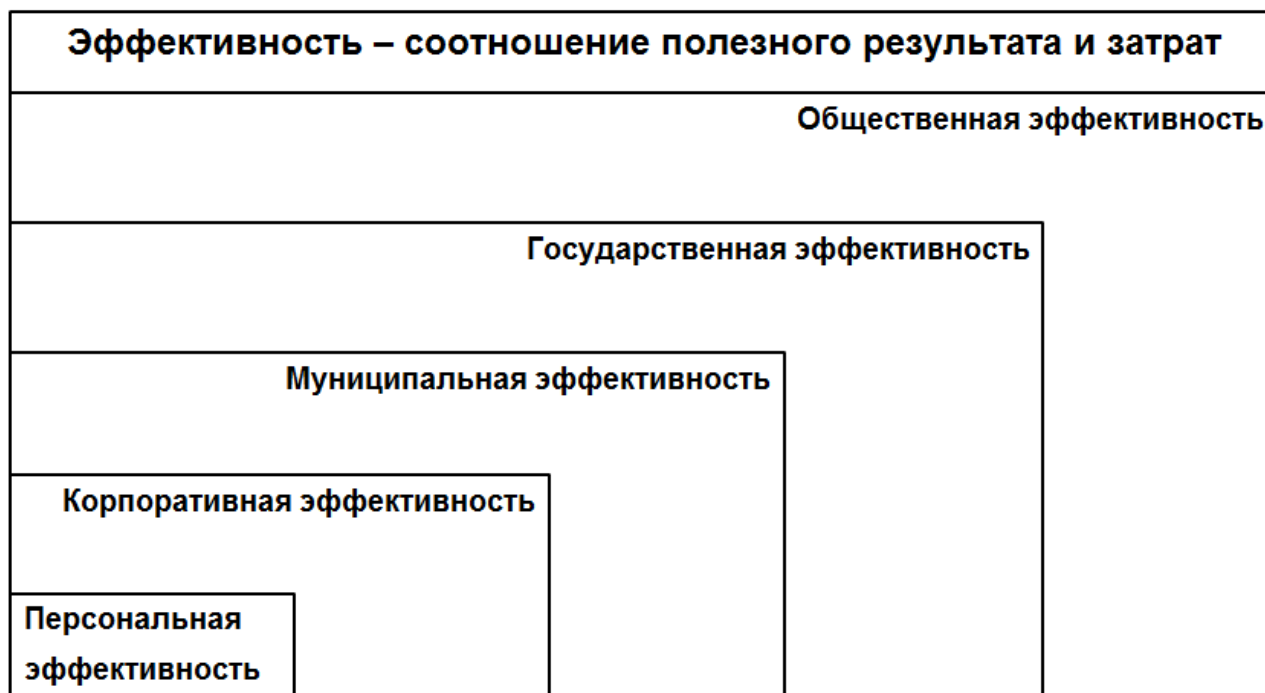 Эффективность – соотношение полезного результата и затрат
Общественная эффективность
Государственная эффективность
Муниципальная эффективность
Корпоративная эффективность
Персональная
эффективность